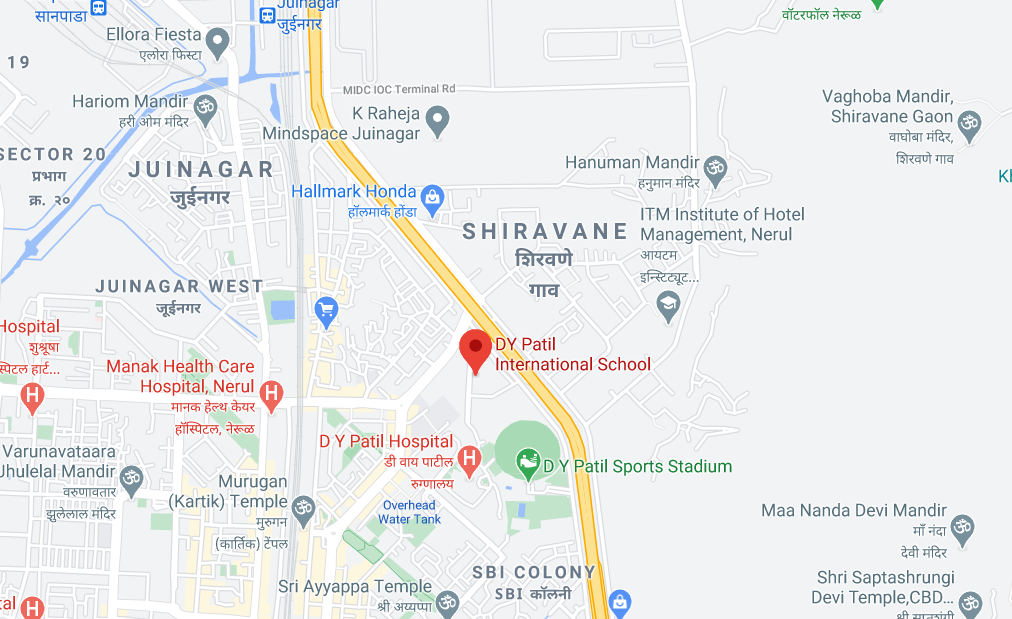 सानपाडा
Juinagar
जुईनगर
वॉटरफॉल नेरूळ
Ellora Fiesta
एलोरा फिस्टा
19
MIDC IOC Terminal Rd
Hariom Mandir
हरी ओम मंदिर
K Raheja
Mindspace Juinagar
Vaghoba Mandir,
Shiravane Gaon
वाघोबा मंदिर,
शिरवणे गाव
SECTOR 20
प्रभाग
क्र. २०
JUINAGAR
जुईनगर
Hanuman Mandir
हनुमान मंदिर
Hallmark Honda
हॉलमार्क होंडा
ITM Institute of Hotel
Management, Nerul
आयटम
इन्स्टिट्यूट...
SHIRAVANE
शिरवणे
गाव
JUINAGAR WEST
जूईनगर
Hospital
शुश्रूषा
स्पिटल हार्ट...
DY Patil
International School
Manak Health Care
Hospital, Nerul
मानक हेल्थ केयर
हॉस्पिटल, नेरूळ
D Y Patil Hospital
डी वाय पाटील
रुग्णालय
D Y Patil Sports Stadium
Varunavataara
Jhulelal Mandir
वरुणावतार
झुलेलाल मंदिर
Murugan
(Kartik) Temple
मुरुगन
(कार्तिक) टेंपल
Overhead
Water Tank
Maa Nanda Devi Mandir
माँ नंदा
देवी मंदिर
SBI COLONY
SBI कॉलनी
Sri Ayyappa Temple
श्री अय्यप्पा
Shri Saptashrungi
Devi Temple,CBD...
श्री सप्तशृंगी